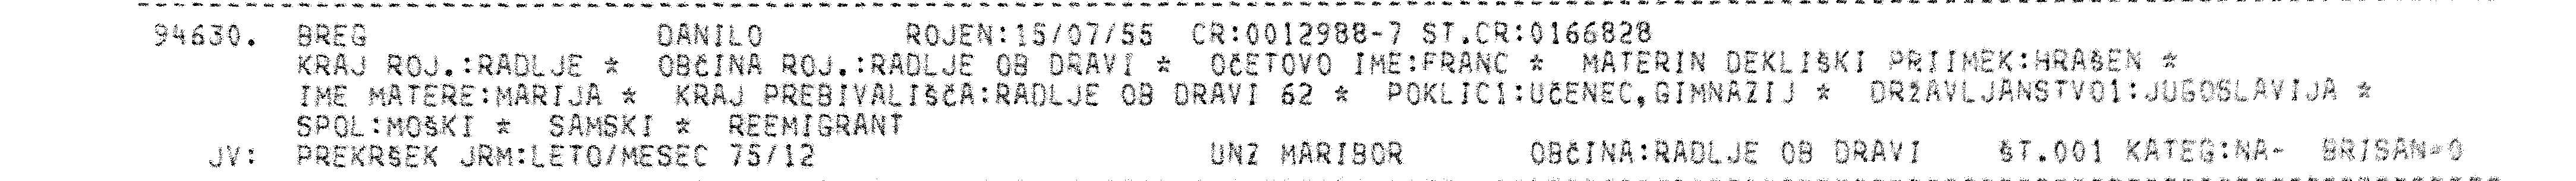 94630. BREG DANILO ROJEN:15/07/55 CR:0012988-7 ST.CR:0166828
KRAJ ROJ.:RADLJE * OBČINA ROJ.:RADLJE OB DRAVI * OČETOVO IME:FRANC * MATERIN DEKLIŠKI PRIIMEK:HRAŠEN *
IME MATERE:MARIJA * KRAJ PREBIVALIŠČA:RADLJE OB DRAVI 62 * POKLIC1:UČENEC,GIMNAZIJ * DRŽAVLJANSTVO1:JUGOSLAVIJA *
SPOL:MOŠKI * SAMSKI * REEMIGRANT
JV: PREKRŠEK JRM:LETO/MESEC 75/12 UNZ MARIBOR OBČINA:RADLJE OB DRAVI ŠT.001 KATEG:NA- BRISAN=0